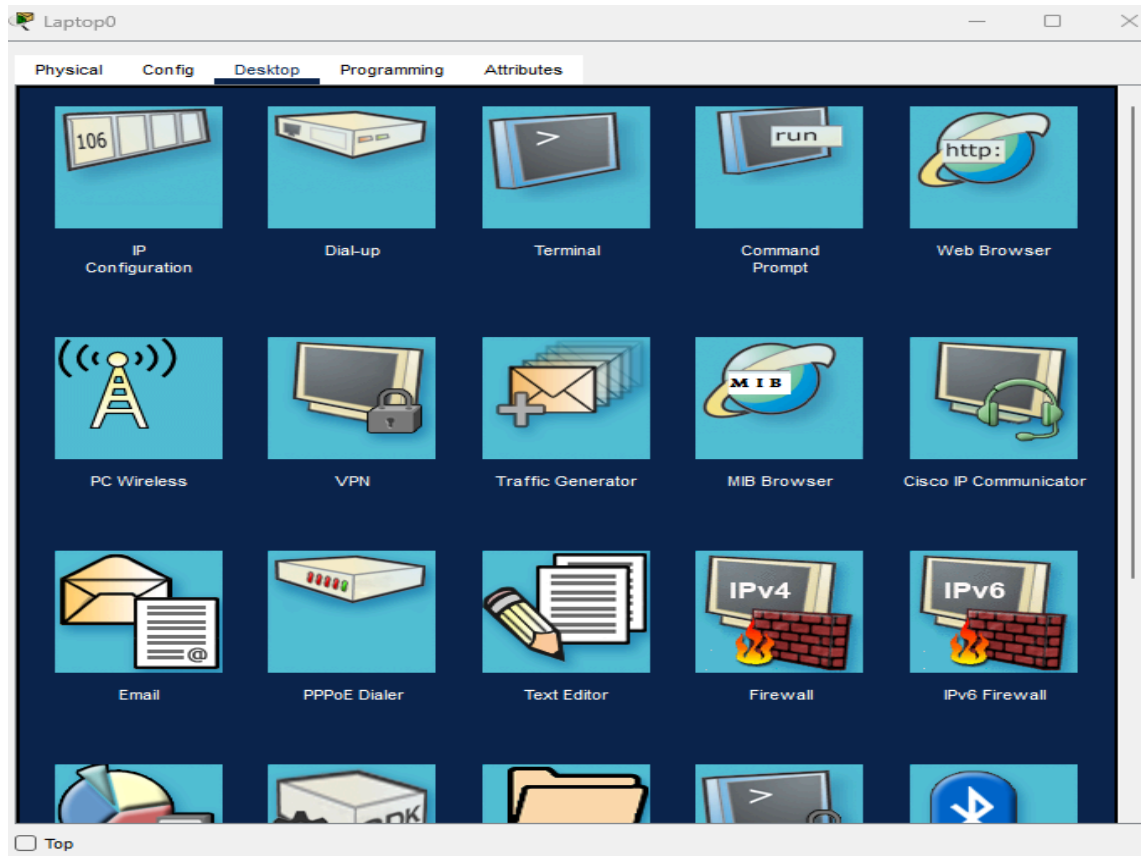 Laptop0
Physical Config Desktop Programming Attributes
106
>
run
http:
IP
Configuration
Dial-up
Terminal
Command
Prompt
Web Browser
MIB
PC Wireless
VPN
Traffic Generator
MIB Browser
Cisco IP Communicator
@
IPv4
IPv6
Email
PPPoE Dialer
Text Editor
Firewall
IPv6 Firewall
>
Top